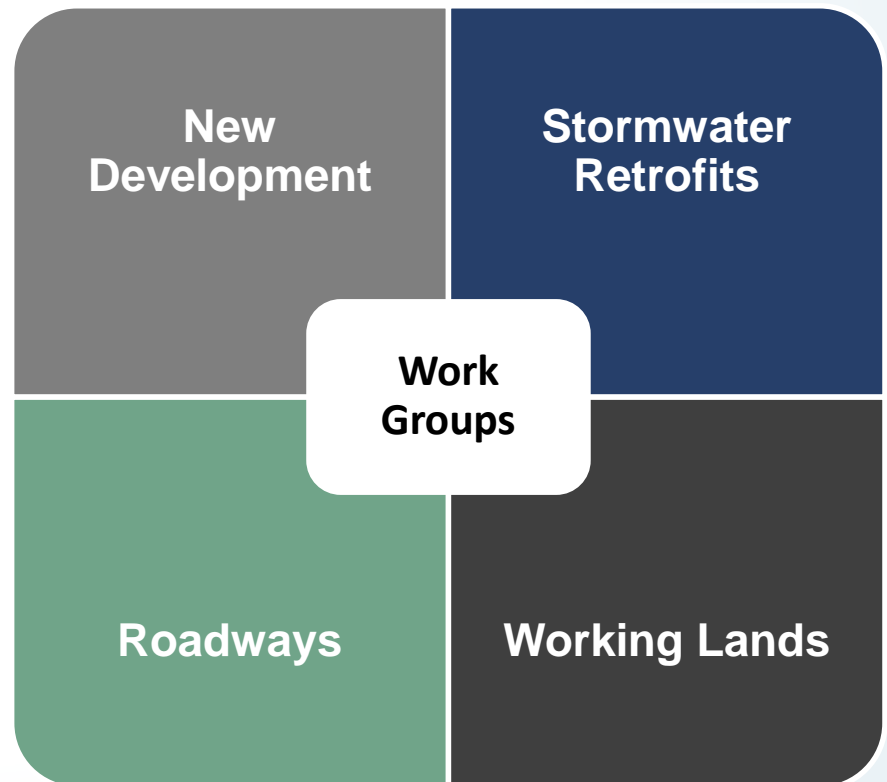 New
Development
Stormwater
Retrofits
Work
Groups
Roadways
Working Lands